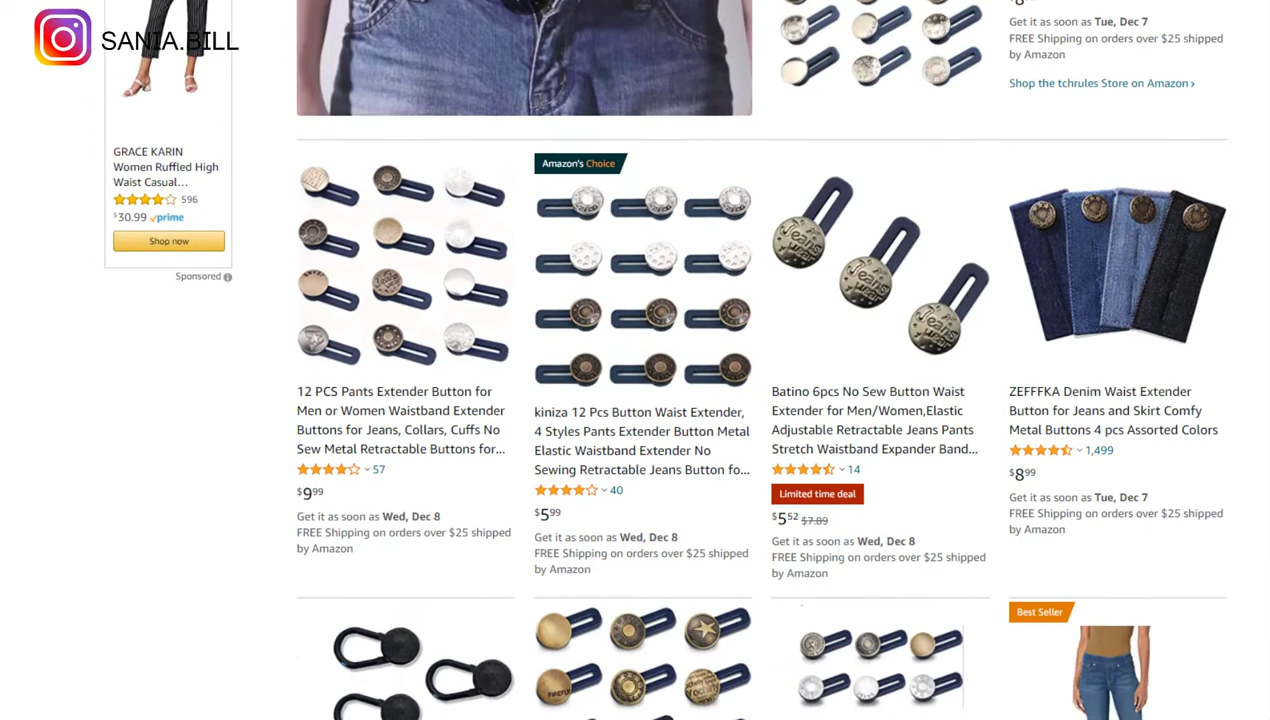 SANIA.BILL
GRACE KARIN
Women Ruffled High
Waist Casual...
596
$30.99 prime
Shop now
Sponsored
Get it as soon as Tue, Dec 7
FREE Shipping on orders over $25 shipped
by Amazon
Shop the tchrules Store on Amazon ›
12 PCS Pants Extender Button for
Men or Women Waistband Extender
Buttons for Jeans, Collars, Cuffs No
Sew Metal Retractable Buttons for...
57
$9.99
Get it as soon as Wed, Dec 8
FREE Shipping on orders over $25 shipped
by Amazon
Amazon's Choice
kiniza 12 Pcs Button Waist Extender,
4 Styles Pants Extender Button Metal
Elastic Waistband Extender No
Sewing Retractable Jeans Button fo...
40
$5.99
Get it as soon as Wed, Dec 8
FREE Shipping on orders over $25 shipped
by Amazon
Jeans wear
Jeans wear
Jeans wear
Batino 6pcs No Sew Button Waist
Extender for Men/Women,Elastic
Adjustable Retractable Jeans Pants
Stretch Waistband Expander Band...
14
Limited time deal
$5.52 $7.89
Get it as soon as Wed, Dec 8
FREE Shipping on orders over $25 shipped
by Amazon
ZEFFFKA Denim Waist Extender
Button for Jeans and Skirt Comfy
Metal Buttons 4 pcs Assorted Colors
1,499
$8.99
Get it as soon as Tue, Dec 7
FREE Shipping on orders over $25 shipped
by Amazon
Best Seller